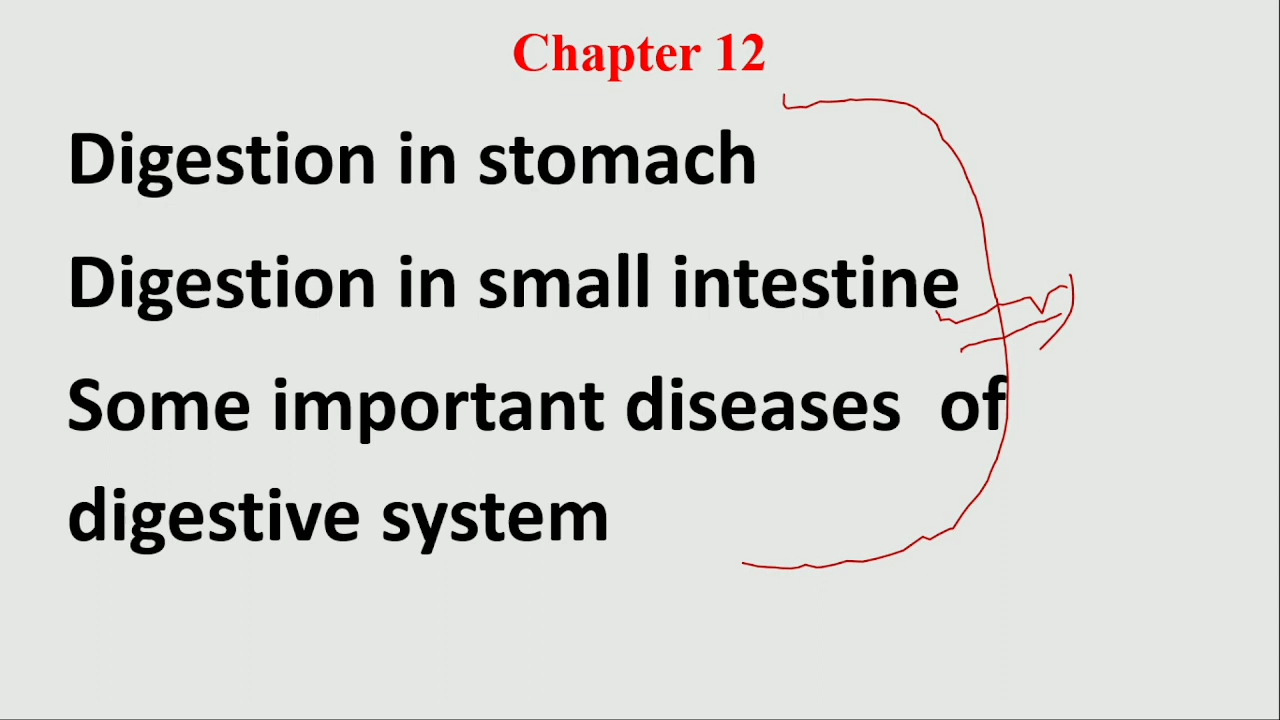 Chapter 12
Digestion in stomach
Digestion in small intestine
Some important diseases of
digestive system